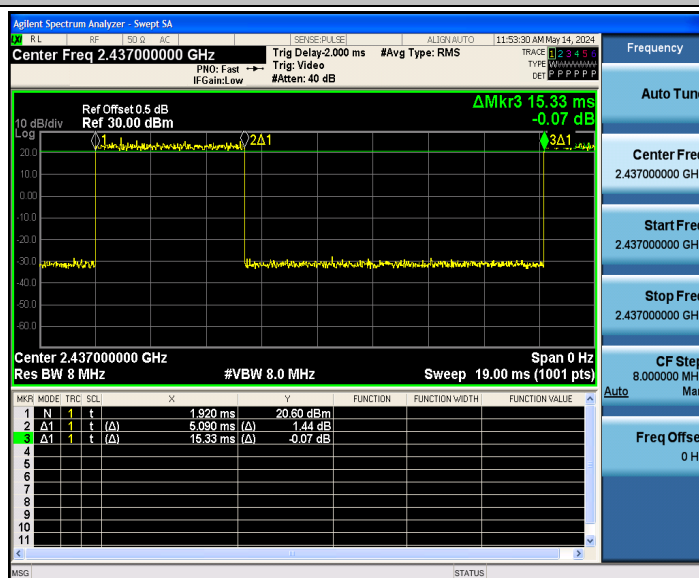 Agilent Spectrum Analyzer - Swept SA
LXI RL RF 50 Ω AC SENSE:PULSE ALIGN AUTO 11:53:30 AM May 14, 2024
Center Freq 2.437000000 GHz
Trig Delay-2.000 ms #Avg Type: RMS
TRACE 1 2 3 4 5 6
PNO: Fast Trig: Video
TYPE WWWWWW
IFGain:Low #Atten: 40 dB
DET P P P P P P
ΔMkr3 15.33 ms
-0.07 dB
Ref Offset 0.5 dB
10 dB/div Ref 30.00 dBm
Log
1 2Δ1 3Δ1
20.0
10.0
0.00
-10.0
-20.0
-30.0
-40.0
-50.0
-60.0
Center 2.437000000 GHz Span 0 Hz
Res BW 8 MHz #VBW 8.0 MHz Sweep 19.00 ms (1001 pts)
MKR MODE TRC SCL X Y FUNCTION FUNCTION WIDTH FUNCTION VALUE
1 N 1 t 1.920 ms 20.60 dBm
2 Δ1 1 t (Δ) 5.090 ms (Δ) 1.44 dB
3 Δ1 1 t (Δ) 15.33 ms (Δ) -0.07 dB
4
5
6
7
8
9
10
11
MSG STATUS
Frequency
Auto Tun
Center Fre
2.437000000 GH
Start Fre
2.437000000 GH
Stop Fre
2.437000000 GH
CF Step
8.000000 MH
Auto Ma
Freq Offse
0 H